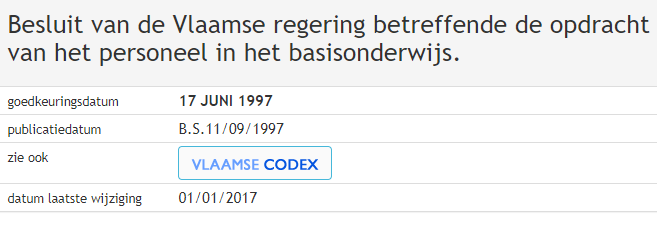 Besluit van de Vlaamse regering betreffende de opdracht
van het personeel in het basisonderwijs.
goedkeuringsdatum 17 JUNI 1997
publicatiedatum B.S.11/09/1997
zie ook VLAAMSE CODEX
datum laatste wijziging 01/01/2017